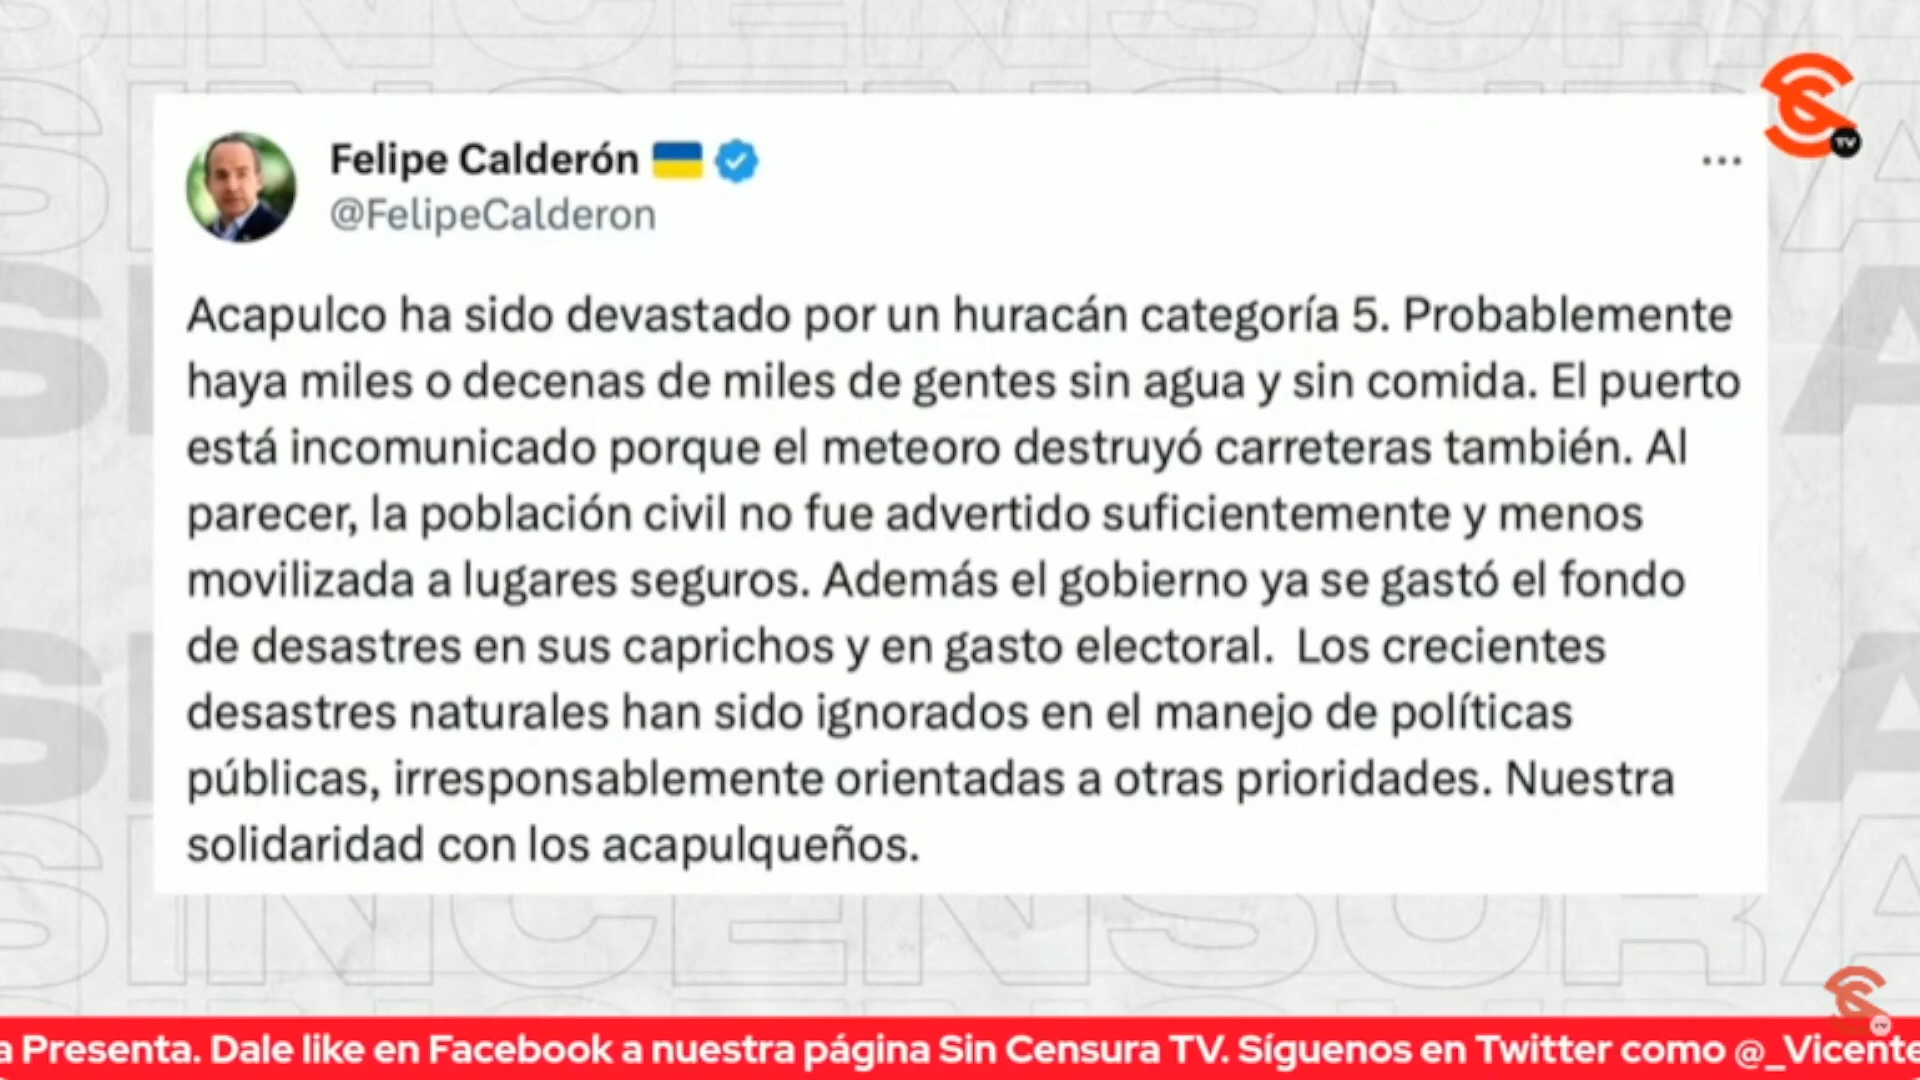 SINCENSURA
TV
Felipe Calderón
@FelipeCalderon
Acapulco ha sido devastado por un huracán categoría 5. Probablemente
haya miles o decenas de miles de gentes sin agua y sin comida. El puerto
está incomunicado porque el meteoro destruyó carreteras también. Al
parecer, la población civil no fue advertido suficientemente y menos
movilizada a lugares seguros. Además el gobierno ya se gastó el fondo
de desastres en sus caprichos y en gasto electoral. Los crecientes
desastres naturales han sido ignorados en el manejo de políticas
públicas, irresponsablemente orientadas a otras prioridades. Nuestra
solidaridad con los acapulqueños.
SINCENSURA
TV
a Presenta. Dale like en Facebook a nuestra página Sin Censura TV. Síguenos en Twitter como @_Vicente